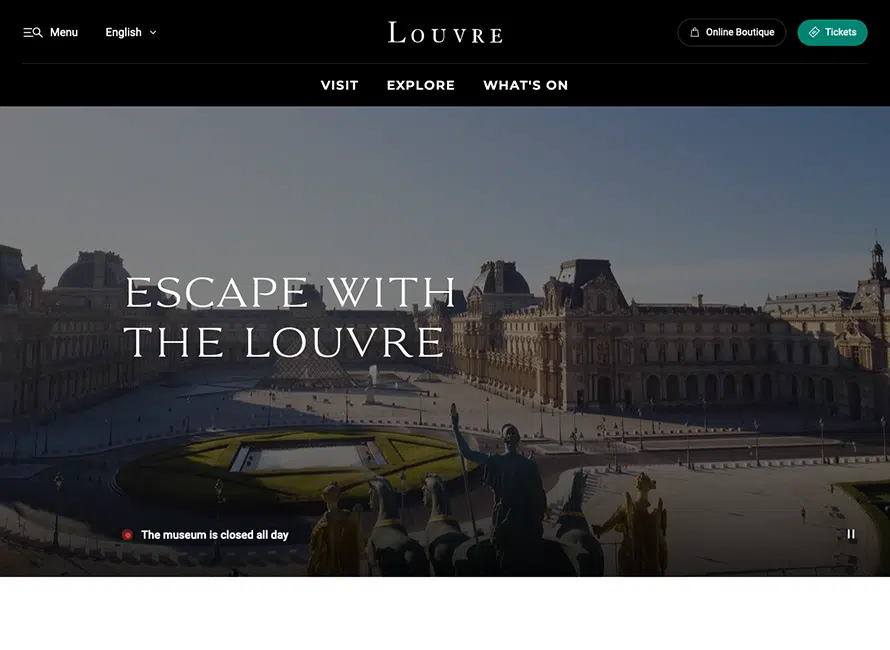 Menu
English
LOUVRE
Online Boutique
Tickets
VISIT
EXPLORE
WHAT'S ON
ESCAPE WITH
THE LOUVRE
The museum is closed all day